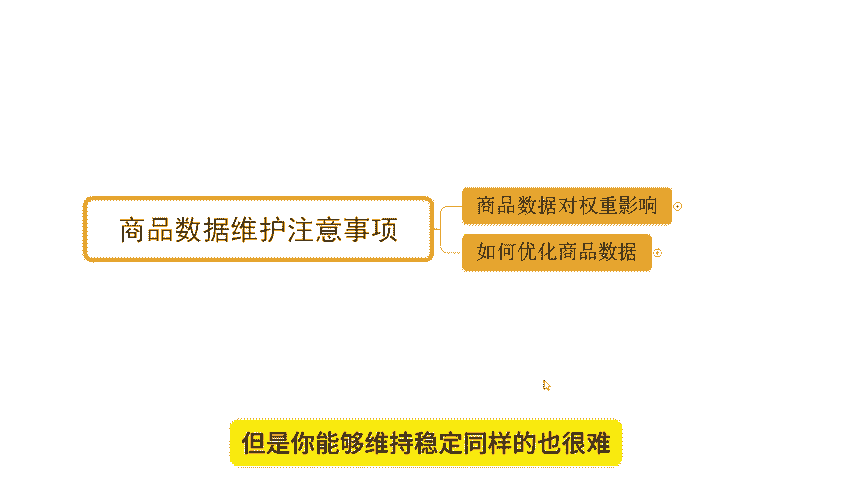 商品数据维护注意事项
商品数据对权重影响
如何优化商品数据
但是你能够维持稳定同样的也很难